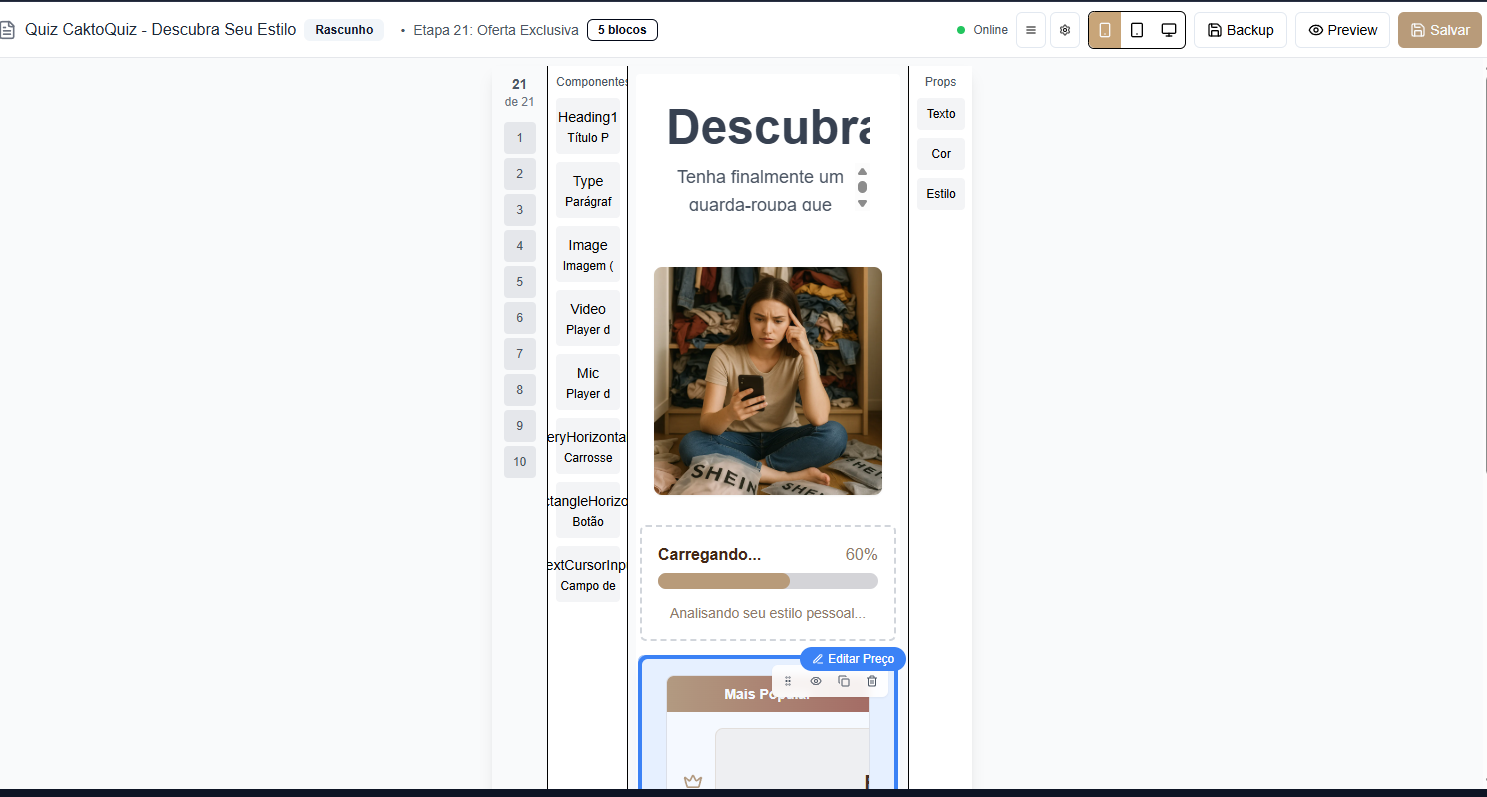 Quiz CaktoQuiz - Descubra Seu Estilo Rascunho • Etapa 21: Oferta Exclusiva 5 blocos Online Backup Preview Salvar
21
de 21
1
2
3
4
5
6
7
8
9
10
Componentes
Heading1
Título P
Type
Parágraf
Image
Imagem (
Video
Player d
Mic
Player d
eryHorizonta
Carrosse
tangleHorizo
Botão
extCursorInp
Campo de
Descubra
Tenha finalmente um
guarda-roupa que
SHEIN
SHEIN
Carregando... 60%
Analisando seu estilo pessoal...
Editar Preço
Mais Popular
Props
Texto
Cor
Estilo